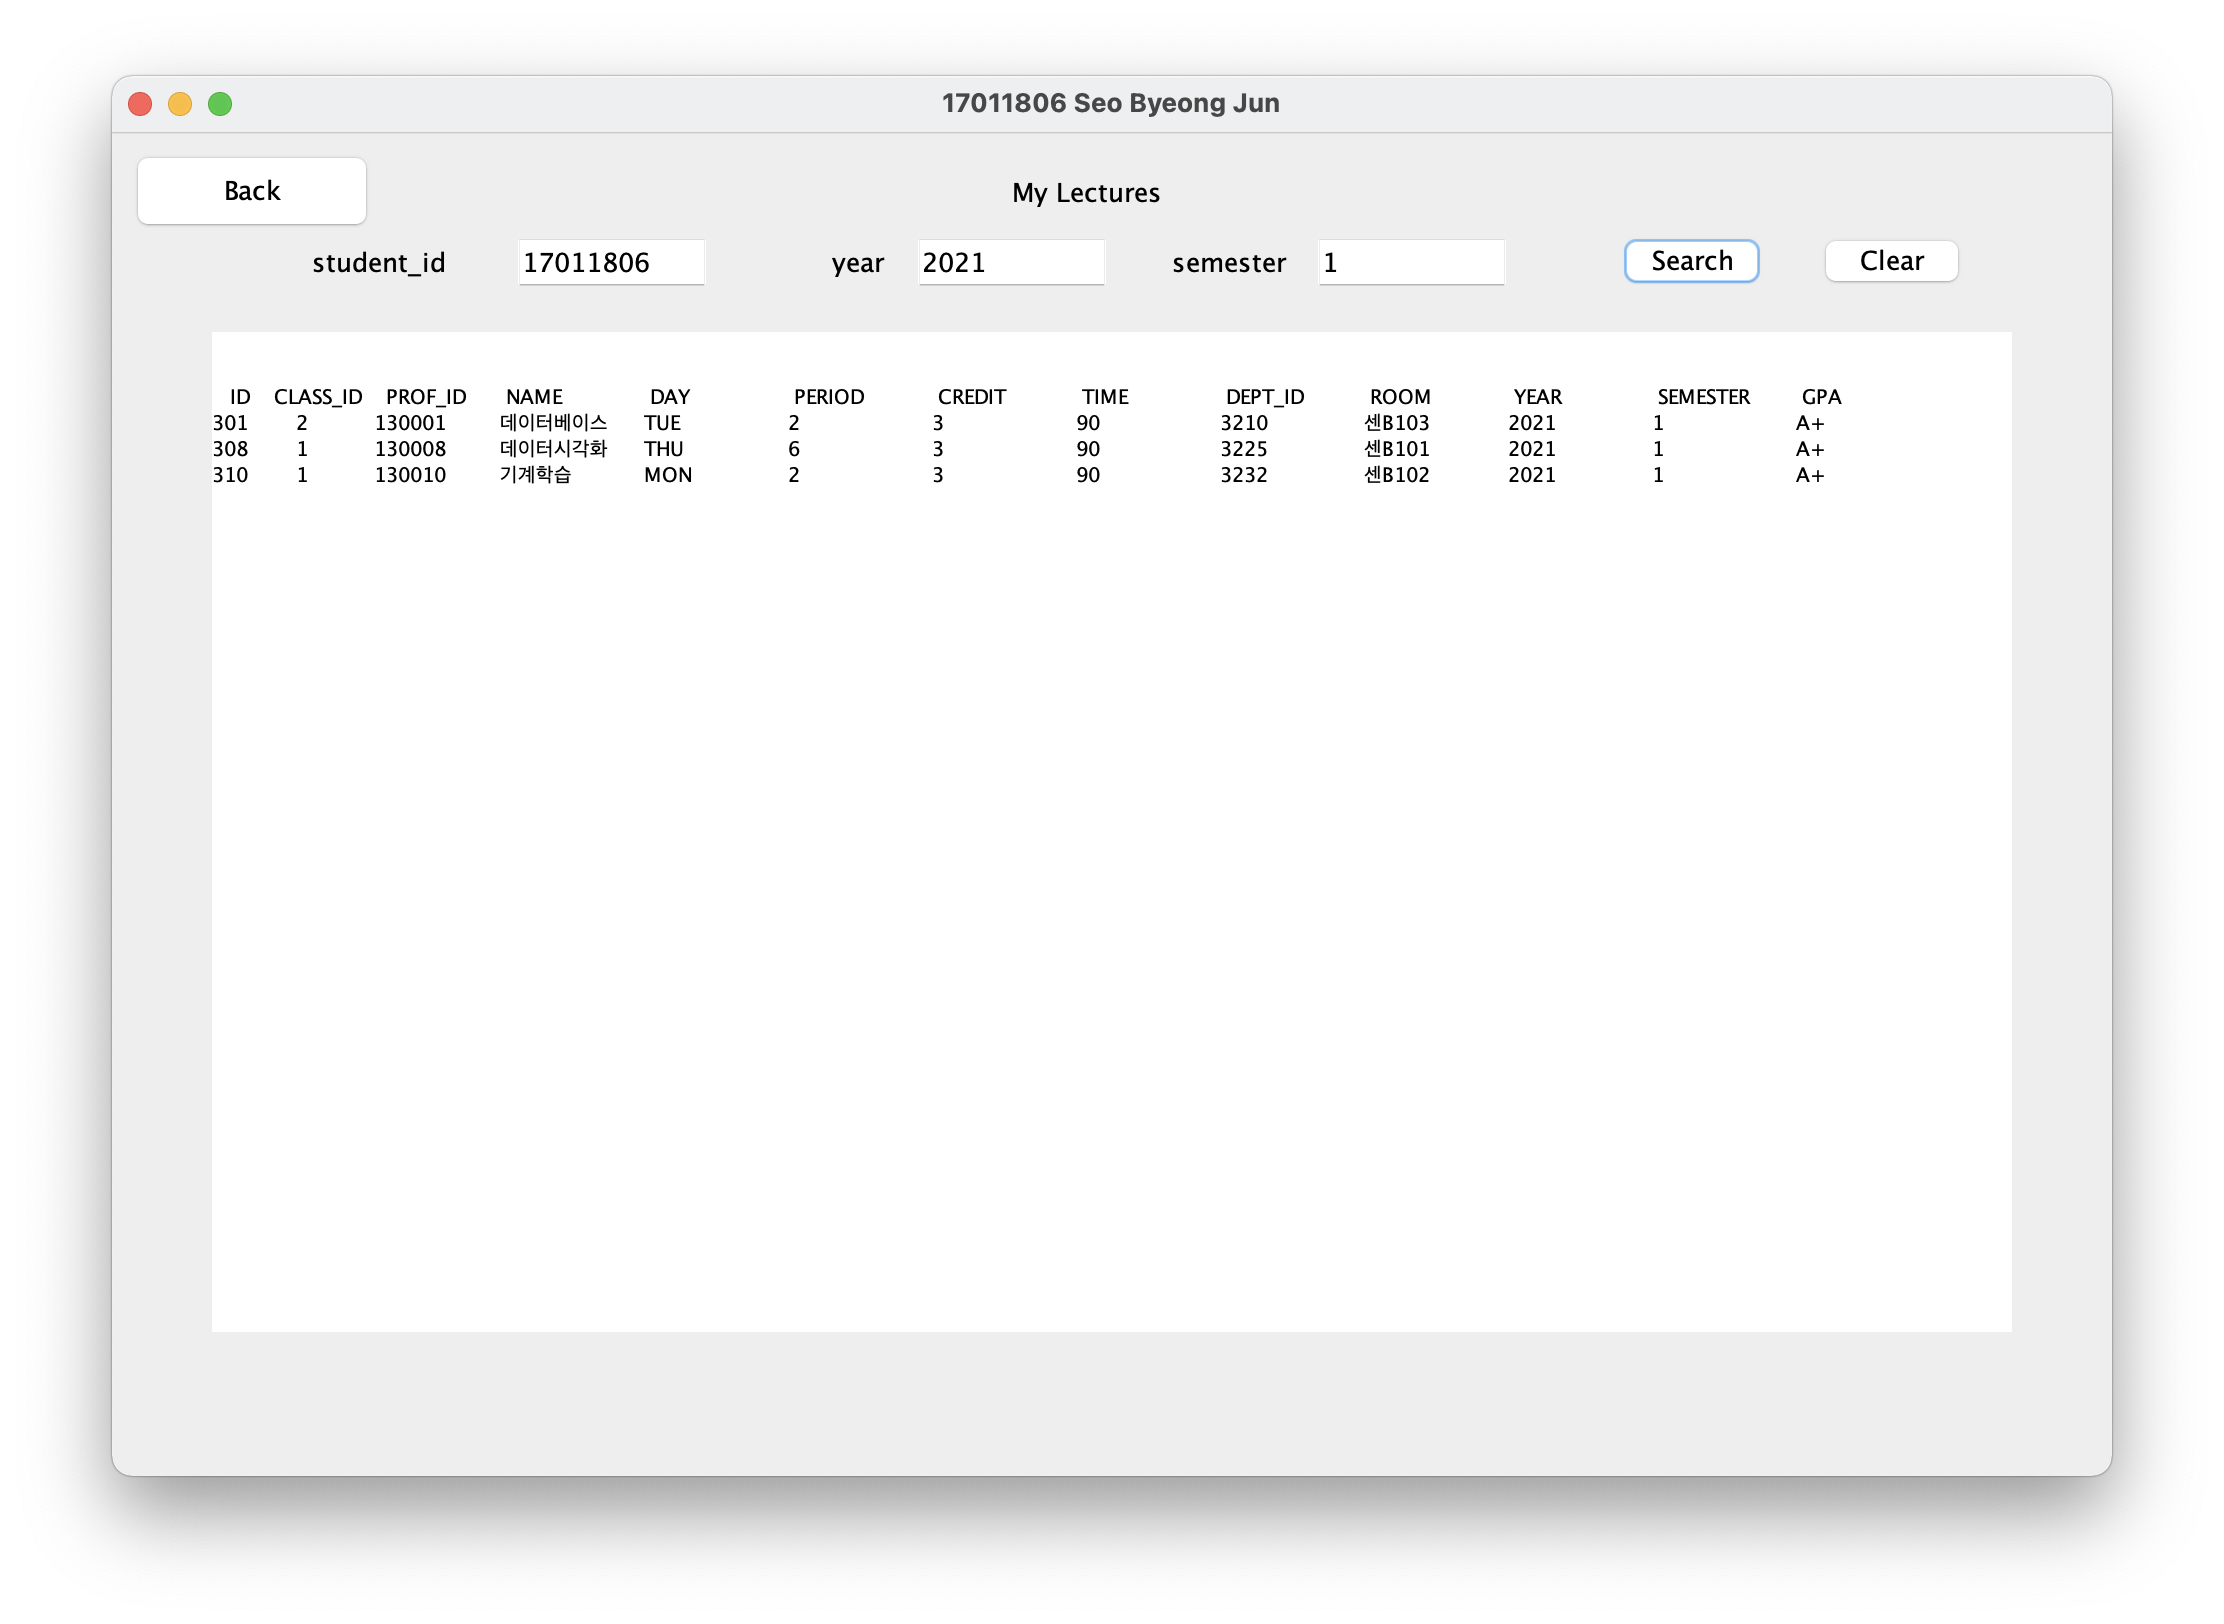 17011806 Seo Byeong Jun
Back
My Lectures
student_id 17011806 year 2021 semester 1 Search Clear
ID CLASS_ID PROF_ID NAME DAY PERIOD CREDIT TIME DEPT_ID ROOM YEAR SEMESTER GPA
301 2 130001 데이터베이스 TUE 2 3 90 3210 센B103 2021 1 A+
308 1 130008 데이터시각화 THU 6 3 90 3225 센B101 2021 1 A+
310 1 130010 기계학습 MON 2 3 90 3232 센B102 2021 1 A+